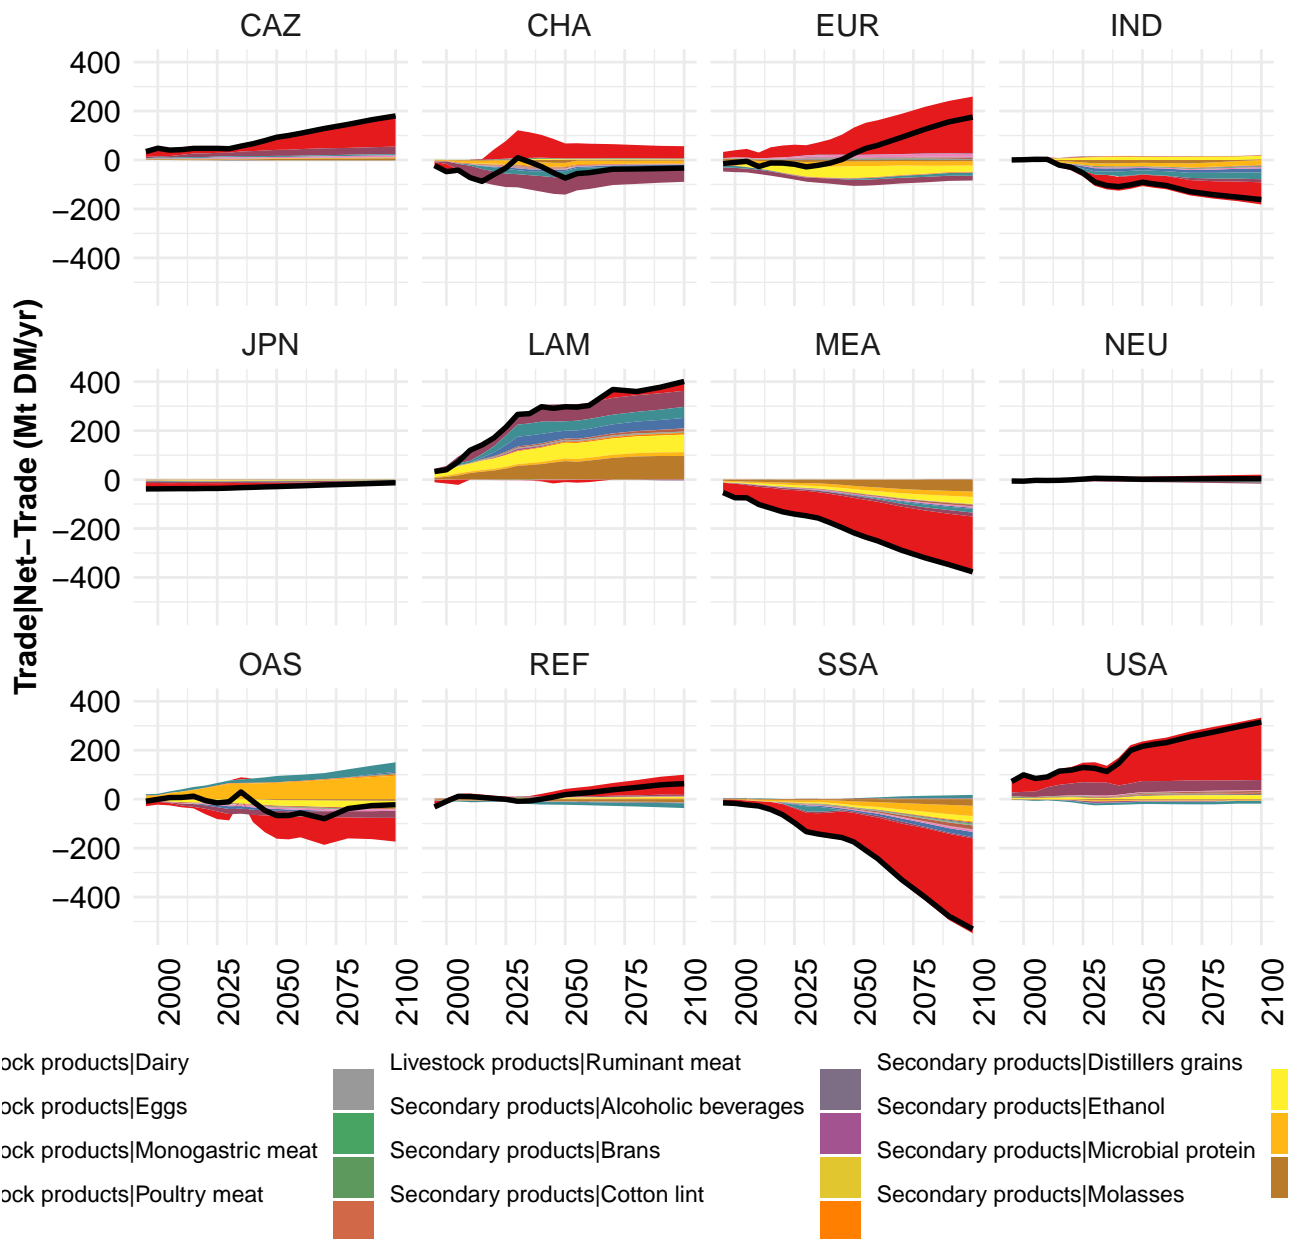 CAZ CHA EUR IND
400
200
0
−200
−400
JPN LAM MEA NEU
400
200
0
−200
−400
Trade|Net−Trade (Mt DM/yr)
OAS REF SSA USA
400
200
0
−200
−400
2000 2025 2050 2075 2100 2000 2025 2050 2075 2100 2000 2025 2050 2075 2100 2000 2025 2050 2075 2100
ock products|Dairy Livestock products|Ruminant meat Secondary products|Distillers grains
ock products|Eggs Secondary products|Alcoholic beverages Secondary products|Ethanol
ock products|Monogastric meat Secondary products|Brans Secondary products|Microbial protein
ock products|Poultry meat Secondary products|Cotton lint Secondary products|Molasses